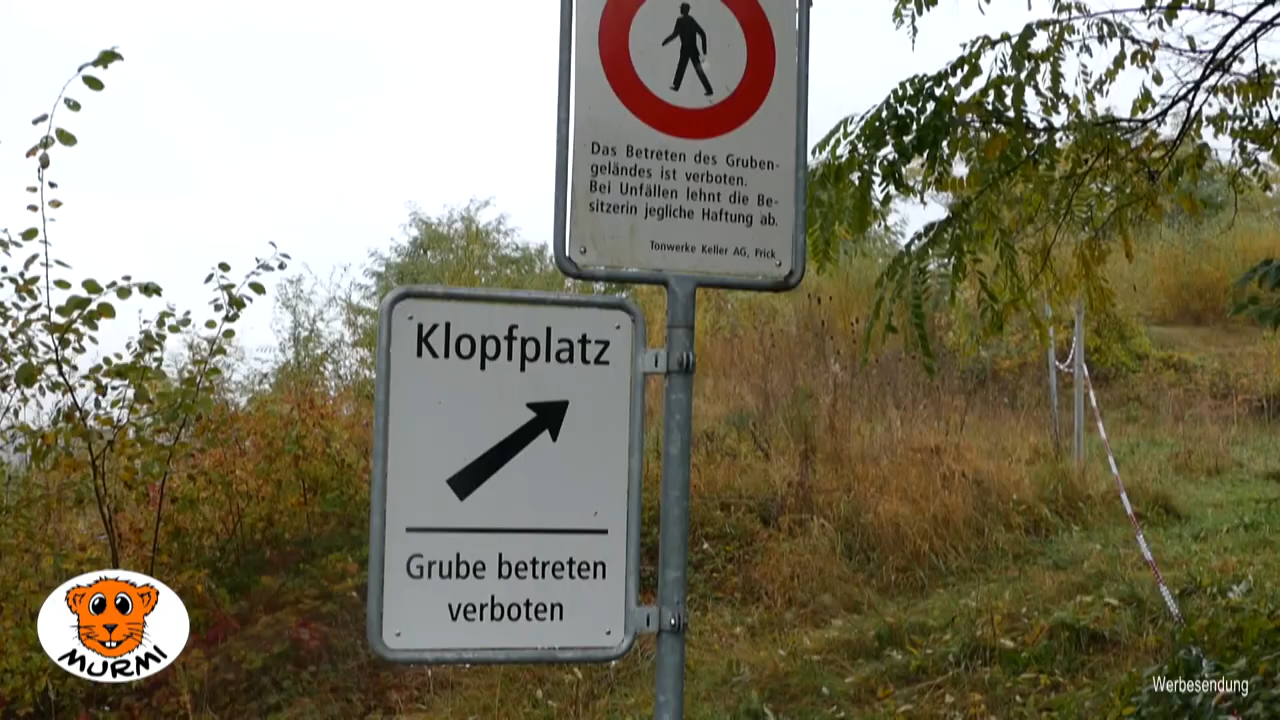 Das Betreten des Gruben-
geländes ist verboten.
Bei Unfällen lehnt die Be-
sitzerin jegliche Haftung ab.
Tonwerke Keller AG, Frick
Klopfplatz
Grube betreten
verboten
MURMI
Werbesendung